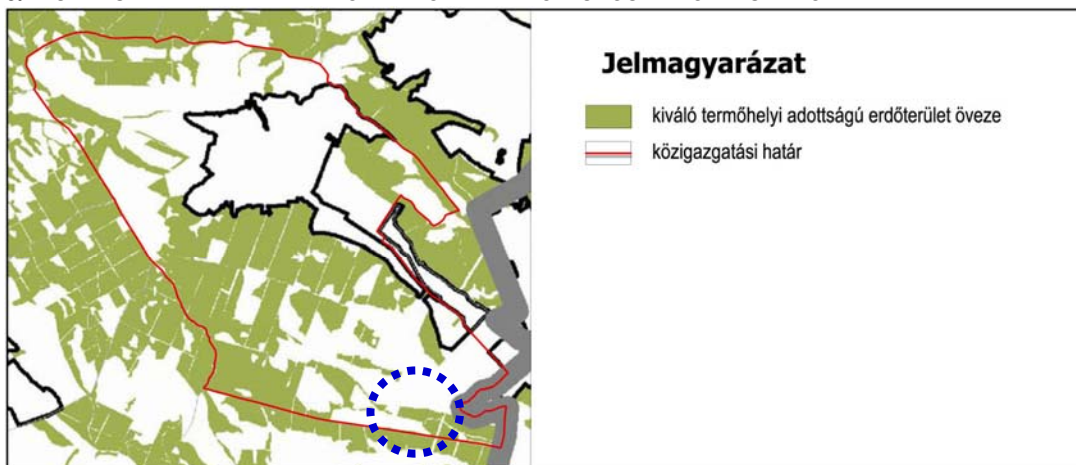 Jelmagyarázat
kiváló termőhelyi adottságú erdőterület öveze
közigazgatási határ